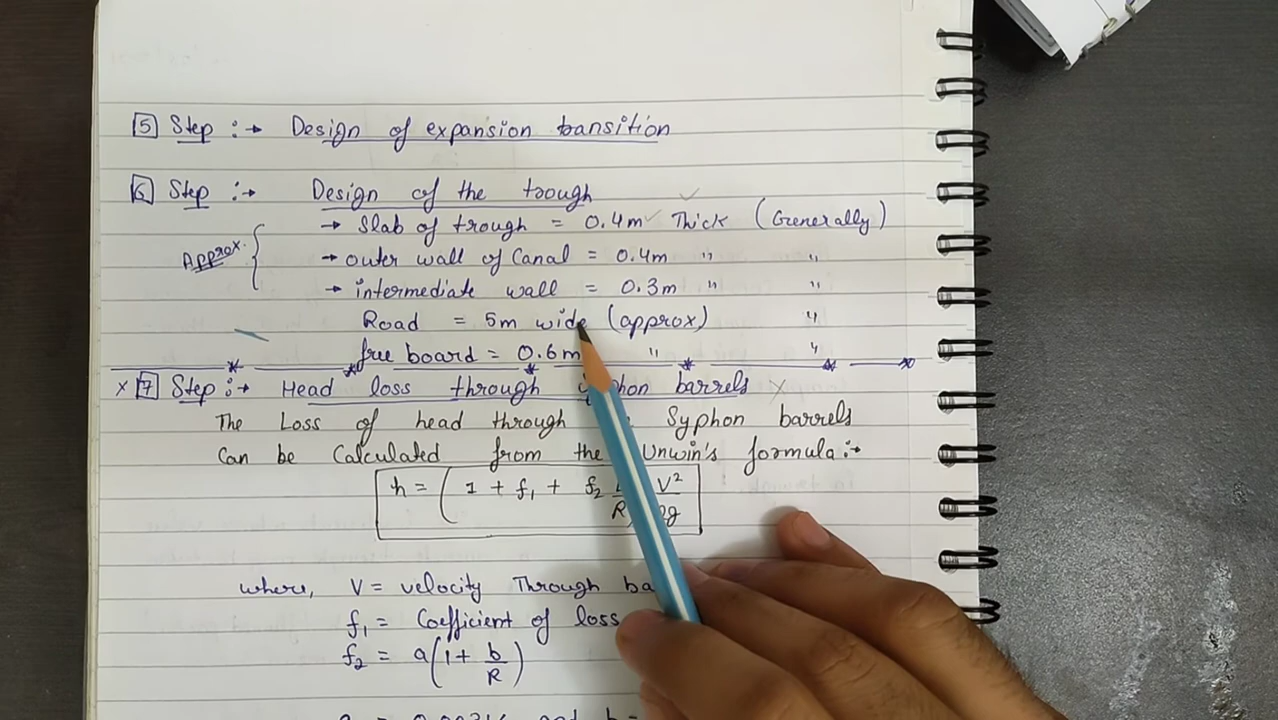 5 Step :→ Design of expansion transition
6 Step :→ Design of the trough
→ Slab of trough = 0.4m Thick (Generally)
Approx.
→ outer wall of Canal = 0.4m " "
→ intermediate wall = 0.3m " "
Road = 5m wide (approx) "
free board = 0.6m " "
x 7 Step :→ Head loss through syphon barrels x
The Loss of head through Syphon barrels
Can be Calculated from the Unwin's formula :→
h = ( 1 + f₁ + f₂ L/R ) V²/2g
where, V = velocity Through
f₁ = Coefficient of loss
f₂ = a(1 + b/R)